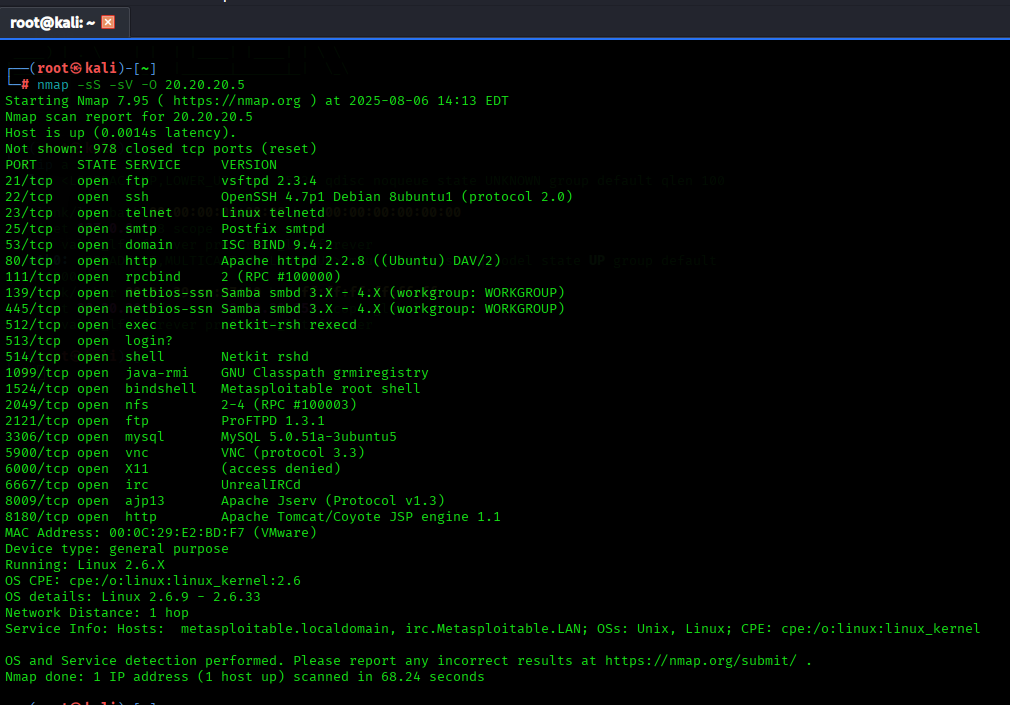 root@kali: ~
┌──(root㉿kali)-[~]
└─# nmap -sS -sV -O 20.20.20.5
Starting Nmap 7.95 ( https://nmap.org ) at 2025-08-06 14:13 EDT
Nmap scan report for 20.20.20.5
Host is up (0.0014s latency).
Not shown: 978 closed tcp ports (reset)
PORT     STATE SERVICE     VERSION
21/tcp   open  ftp         vsftpd 2.3.4
22/tcp   open  ssh         OpenSSH 4.7p1 Debian 8ubuntu1 (protocol 2.0)
23/tcp   open  telnet      Linux telnetd
25/tcp   open  smtp        Postfix smtpd
53/tcp   open  domain      ISC BIND 9.4.2
80/tcp   open  http        Apache httpd 2.2.8 ((Ubuntu) DAV/2)
111/tcp  open  rpcbind     2 (RPC #100000)
139/tcp  open  netbios-ssn Samba smbd 3.X - 4.X (workgroup: WORKGROUP)
445/tcp  open  netbios-ssn Samba smbd 3.X - 4.X (workgroup: WORKGROUP)
512/tcp  open  exec        netkit-rsh rexecd
513/tcp  open  login?
514/tcp  open  shell       Netkit rshd
1099/tcp open  java-rmi    GNU Classpath grmiregistry
1524/tcp open  bindshell   Metasploitable root shell
2049/tcp open  nfs         2-4 (RPC #100003)
2121/tcp open  ftp         ProFTPD 1.3.1
3306/tcp open  mysql       MySQL 5.0.51a-3ubuntu5
5900/tcp open  vnc         VNC (protocol 3.3)
6000/tcp open  X11         (access denied)
6667/tcp open  irc         UnrealIRCd
8009/tcp open  ajp13       Apache Jserv (Protocol v1.3)
8180/tcp open  http        Apache Tomcat/Coyote JSP engine 1.1
MAC Address: 00:0C:29:E2:BD:F7 (VMware)
Device type: general purpose
Running: Linux 2.6.X
OS CPE: cpe:/o:linux:linux_kernel:2.6
OS details: Linux 2.6.9 - 2.6.33
Network Distance: 1 hop
Service Info: Hosts:  metasploitable.localdomain, irc.Metasploitable.LAN; OSs: Unix, Linux; CPE: cpe:/o:linux:linux_kernel
OS and Service detection performed. Please report any incorrect results at https://nmap.org/submit/ .
Nmap done: 1 IP address (1 host up) scanned in 68.24 seconds